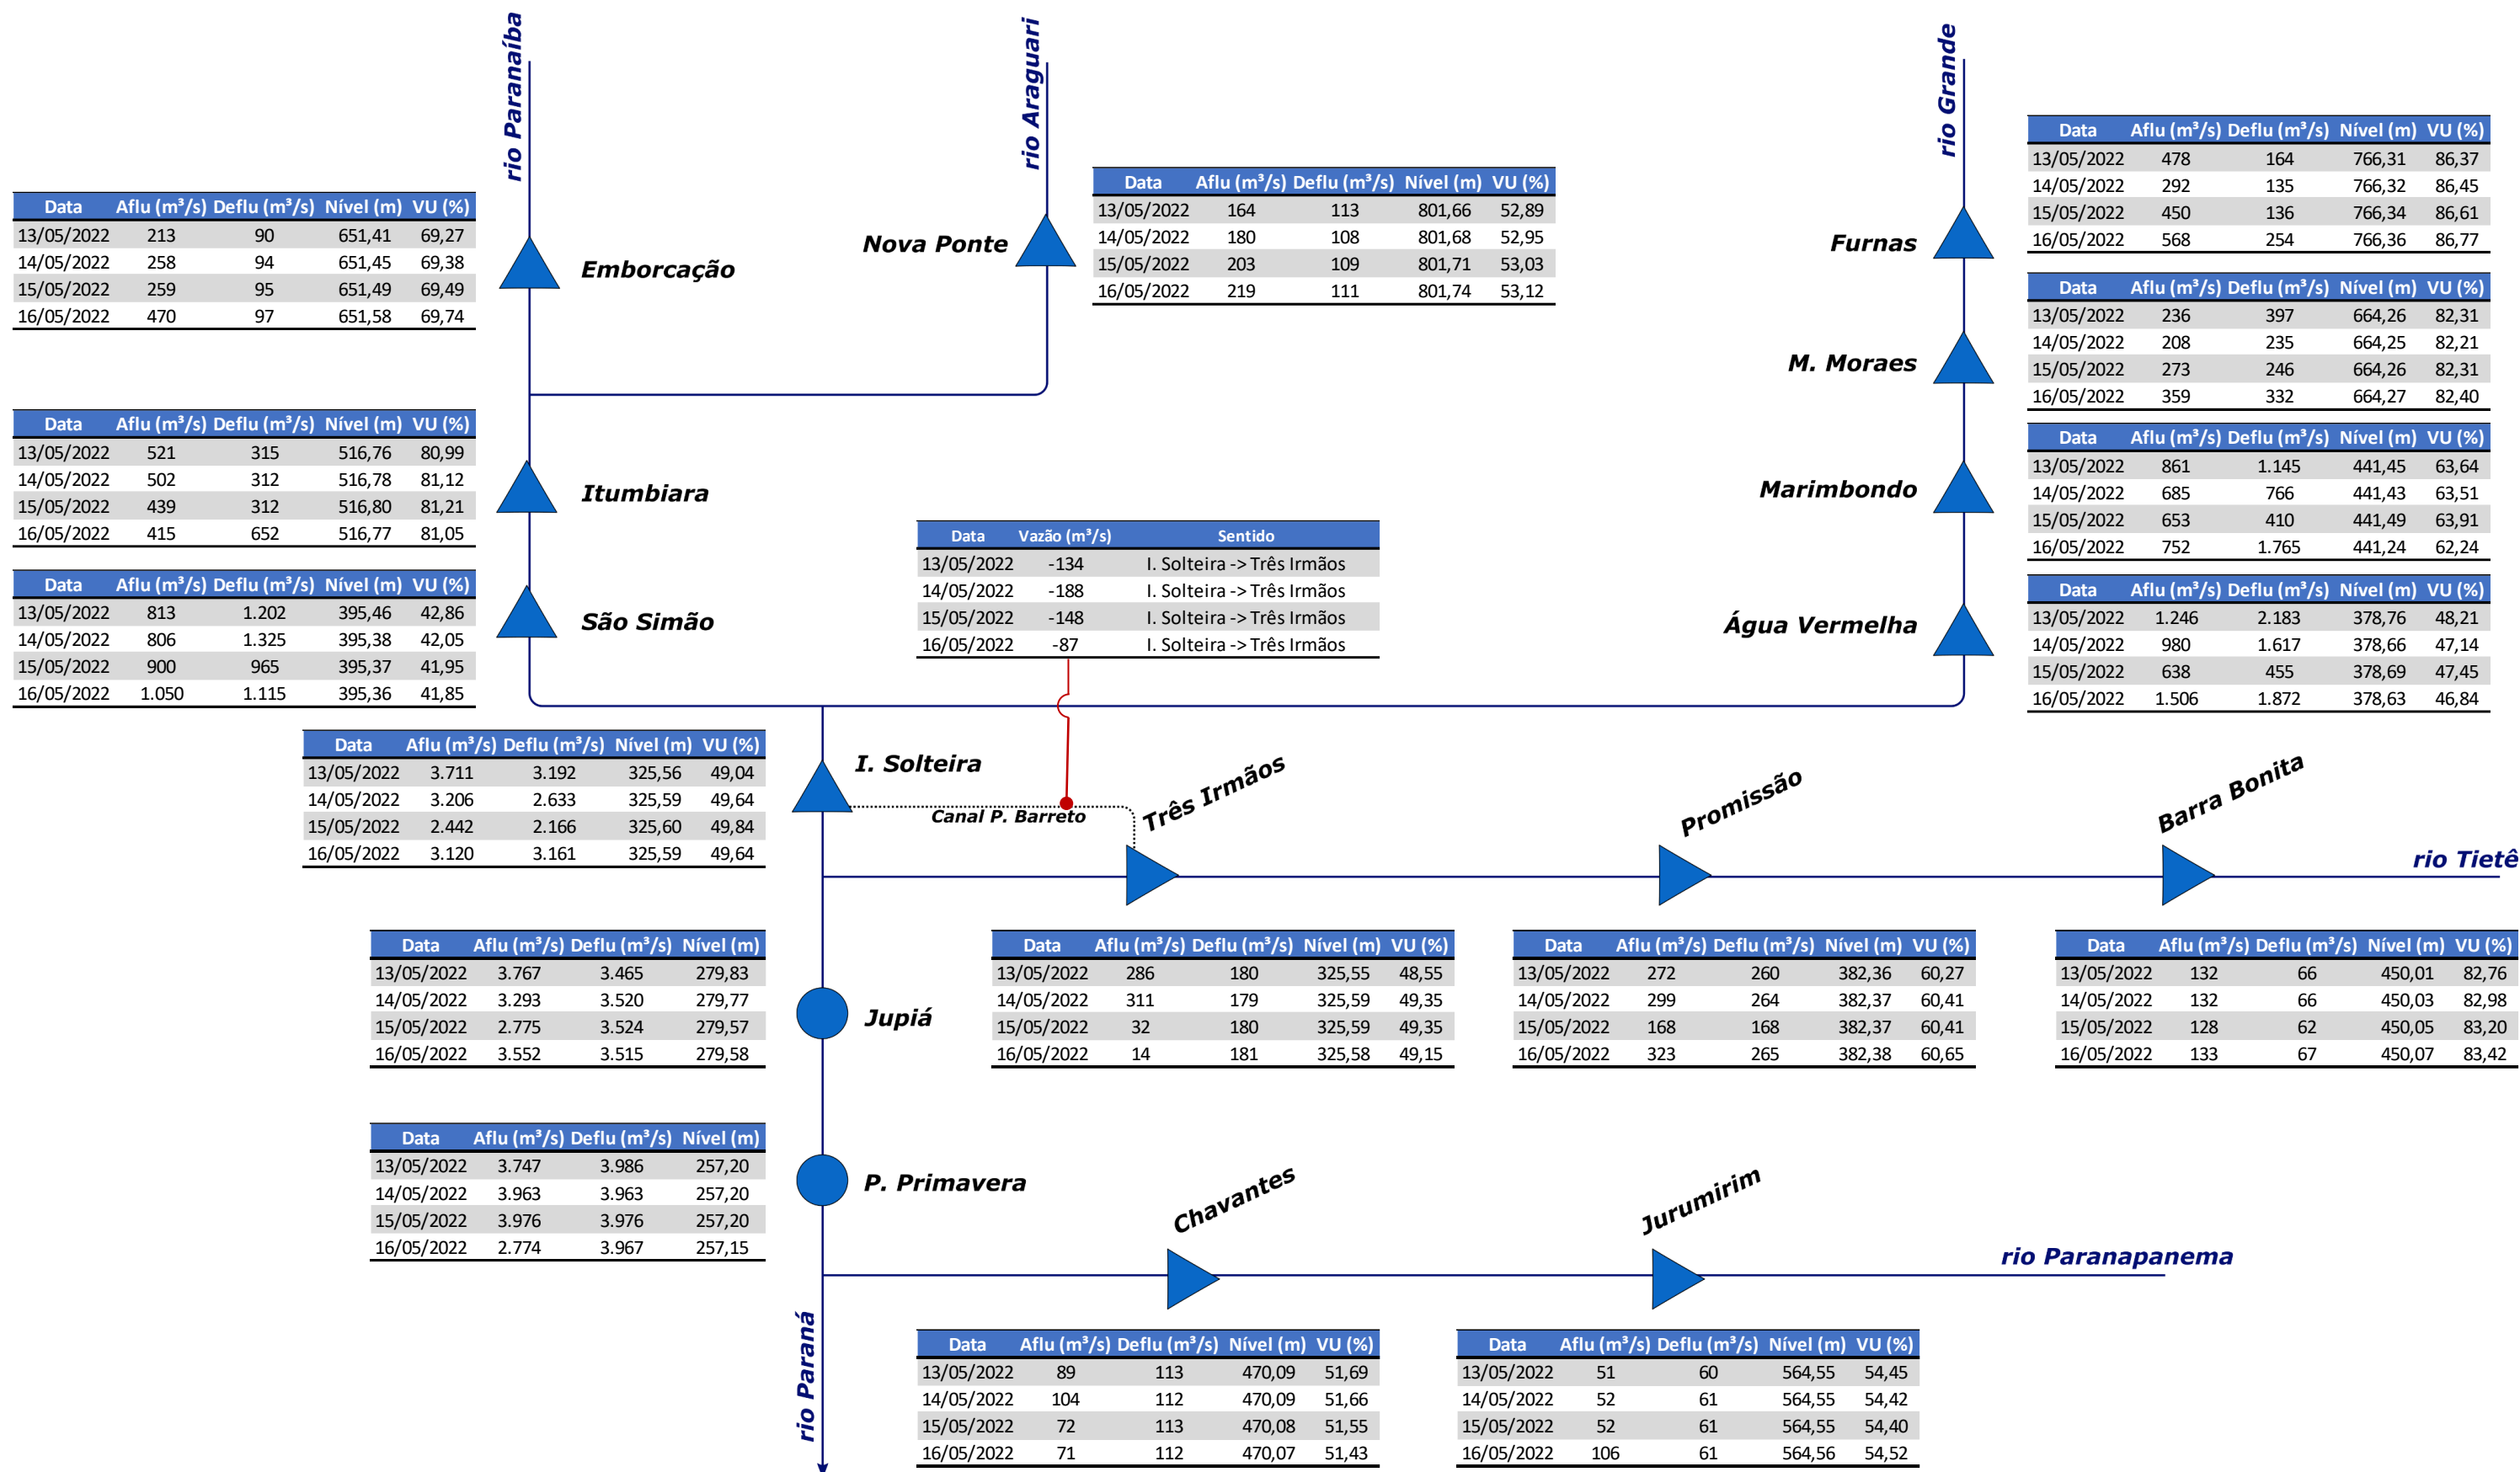 rio Paranaíba
rio Araguari
rio Grande
Data Aflu (m³/s) Deflu (m³/s) Nível (m) VU (%)
13/05/2022 213 90 651,41 69,27
14/05/2022 258 94 651,45 69,38
15/05/2022 259 95 651,49 69,49
16/05/2022 470 97 651,58 69,74
Emborcação
Nova Ponte
Data Aflu (m³/s) Deflu (m³/s) Nível (m) VU (%)
13/05/2022 164 113 801,66 52,89
14/05/2022 180 108 801,68 52,95
15/05/2022 203 109 801,71 53,03
16/05/2022 219 111 801,74 53,12
Furnas
Data Aflu (m³/s) Deflu (m³/s) Nível (m) VU (%)
13/05/2022 478 164 766,31 86,37
14/05/2022 292 135 766,32 86,45
15/05/2022 450 136 766,34 86,61
16/05/2022 568 254 766,36 86,77
M. Moraes
Data Aflu (m³/s) Deflu (m³/s) Nível (m) VU (%)
13/05/2022 236 397 664,26 82,31
14/05/2022 208 235 664,25 82,21
15/05/2022 273 246 664,26 82,31
16/05/2022 359 332 664,27 82,40
Data Aflu (m³/s) Deflu (m³/s) Nível (m) VU (%)
13/05/2022 521 315 516,76 80,99
14/05/2022 502 312 516,78 81,12
15/05/2022 439 312 516,80 81,21
16/05/2022 415 652 516,77 81,05
Itumbiara
Marimbondo
Data Aflu (m³/s) Deflu (m³/s) Nível (m) VU (%)
13/05/2022 861 1.145 441,45 63,64
14/05/2022 685 766 441,43 63,51
15/05/2022 653 410 441,49 63,91
16/05/2022 752 1.765 441,24 62,24
Data Vazão (m³/s) Sentido
13/05/2022 -134 I. Solteira -> Três Irmãos
14/05/2022 -188 I. Solteira -> Três Irmãos
15/05/2022 -148 I. Solteira -> Três Irmãos
16/05/2022 -87 I. Solteira -> Três Irmãos
Data Aflu (m³/s) Deflu (m³/s) Nível (m) VU (%)
13/05/2022 813 1.202 395,46 42,86
14/05/2022 806 1.325 395,38 42,05
15/05/2022 900 965 395,37 41,95
16/05/2022 1.050 1.115 395,36 41,85
São Simão
Água Vermelha
Data Aflu (m³/s) Deflu (m³/s) Nível (m) VU (%)
13/05/2022 1.246 2.183 378,76 48,21
14/05/2022 980 1.617 378,66 47,14
15/05/2022 638 455 378,69 47,45
16/05/2022 1.506 1.872 378,63 46,84
Data Aflu (m³/s) Deflu (m³/s) Nível (m) VU (%)
13/05/2022 3.711 3.192 325,56 49,04
14/05/2022 3.206 2.633 325,59 49,64
15/05/2022 2.442 2.166 325,60 49,84
16/05/2022 3.120 3.161 325,59 49,64
I. Solteira
Canal P. Barreto
Três Irmãos
Promissão
Barra Bonita
rio Tietê
Data Aflu (m³/s) Deflu (m³/s) Nível (m)
13/05/2022 3.767 3.465 279,83
14/05/2022 3.293 3.520 279,77
15/05/2022 2.775 3.524 279,57
16/05/2022 3.552 3.515 279,58
Jupiá
Data Aflu (m³/s) Deflu (m³/s) Nível (m) VU (%)
13/05/2022 286 180 325,55 48,55
14/05/2022 311 179 325,59 49,35
15/05/2022 32 180 325,59 49,35
16/05/2022 14 181 325,58 49,15
Data Aflu (m³/s) Deflu (m³/s) Nível (m) VU (%)
13/05/2022 272 260 382,36 60,27
14/05/2022 299 264 382,37 60,41
15/05/2022 168 168 382,37 60,41
16/05/2022 323 265 382,38 60,65
Data Aflu (m³/s) Deflu (m³/s) Nível (m) VU (%)
13/05/2022 132 66 450,01 82,76
14/05/2022 132 66 450,03 82,98
15/05/2022 128 62 450,05 83,20
16/05/2022 133 67 450,07 83,42
Data Aflu (m³/s) Deflu (m³/s) Nível (m)
13/05/2022 3.747 3.986 257,20
14/05/2022 3.963 3.963 257,20
15/05/2022 3.976 3.976 257,20
16/05/2022 2.774 3.967 257,15
P. Primavera
Chavantes
Jurumirim
rio Paranapanema
rio Paraná
Data Aflu (m³/s) Deflu (m³/s) Nível (m) VU (%)
13/05/2022 89 113 470,09 51,69
14/05/2022 104 112 470,09 51,66
15/05/2022 72 113 470,08 51,55
16/05/2022 71 112 470,07 51,43
Data Aflu (m³/s) Deflu (m³/s) Nível (m) VU (%)
13/05/2022 51 60 564,55 54,45
14/05/2022 52 61 564,55 54,42
15/05/2022 52 61 564,55 54,40
16/05/2022 106 61 564,56 54,52